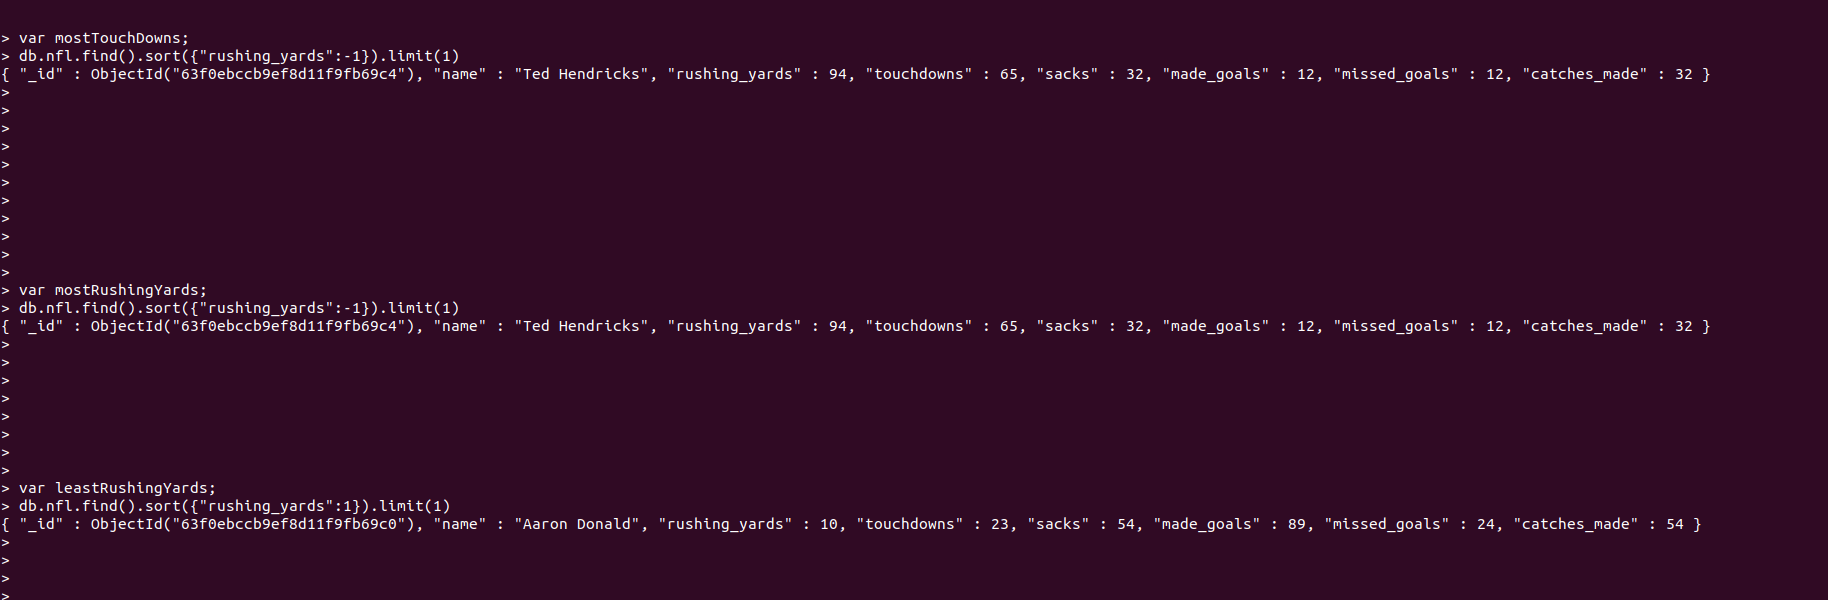 > var mostTouchDowns;
> db.nfl.find().sort({"rushing_yards":-1}).limit(1)
{ "_id" : ObjectId("63f0ebccb9ef8d11f9fb69c4"), "name" : "Ted Hendricks", "rushing_yards" : 94, "touchdowns" : 65, "sacks" : 32, "made_goals" : 12, "missed_goals" : 12, "catches_made" : 32 }
>
>
>
>
>
>
>
>
>
>
>
> var mostRushingYards;
> db.nfl.find().sort({"rushing_yards":-1}).limit(1)
{ "_id" : ObjectId("63f0ebccb9ef8d11f9fb69c4"), "name" : "Ted Hendricks", "rushing_yards" : 94, "touchdowns" : 65, "sacks" : 32, "made_goals" : 12, "missed_goals" : 12, "catches_made" : 32 }
>
>
>
>
>
>
>
>
> var leastRushingYards;
> db.nfl.find().sort({"rushing_yards":1}).limit(1)
{ "_id" : ObjectId("63f0ebccb9ef8d11f9fb69c0"), "name" : "Aaron Donald", "rushing_yards" : 10, "touchdowns" : 23, "sacks" : 54, "made_goals" : 89, "missed_goals" : 24, "catches_made" : 54 }
>
>
>
>